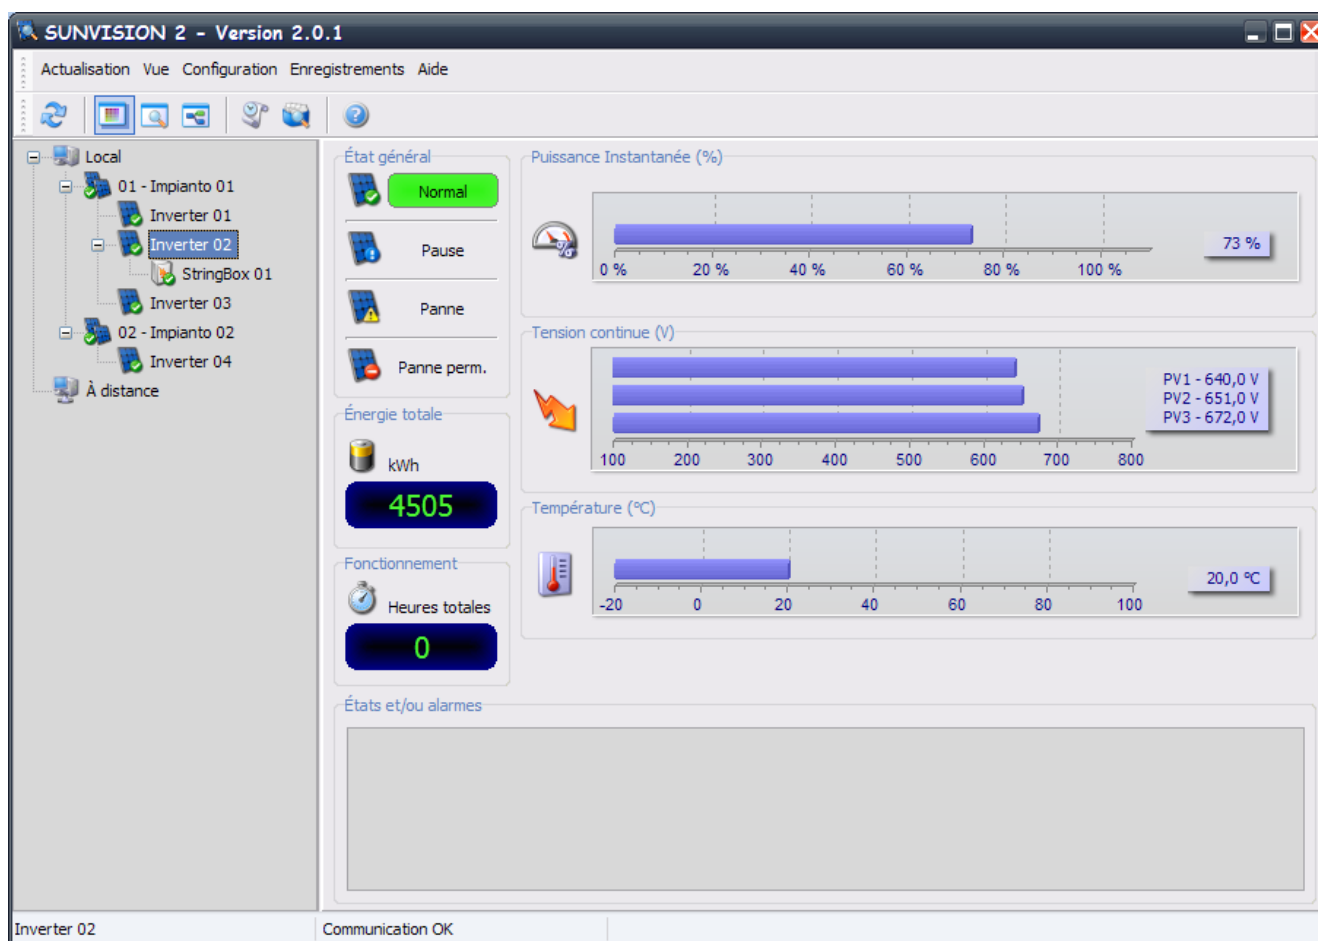 SUNVISION 2 - Version 2.0.1
Actualisation Vue Configuration Enregistrements Aide
Local
01 - Impianto 01
Inverter 01
Inverter 02
StringBox 01
Inverter 03
02 - Impianto 02
Inverter 04
À distance
État général
Normal
Pause
Panne
Panne perm.
Énergie totale
kWh
4505
Fonctionnement
Heures totales
0
Puissance Instantanée (%)
0 % 20 % 40 % 60 % 80 % 100 %
73 %
Tension continue (V)
100 200 300 400 500 600 700 800
PV1 - 640,0 V
PV2 - 651,0 V
PV3 - 672,0 V
Température (°C)
-20 0 20 40 60 80 100
20,0 °C
États et/ou alarmes
Inverter 02
Communication OK